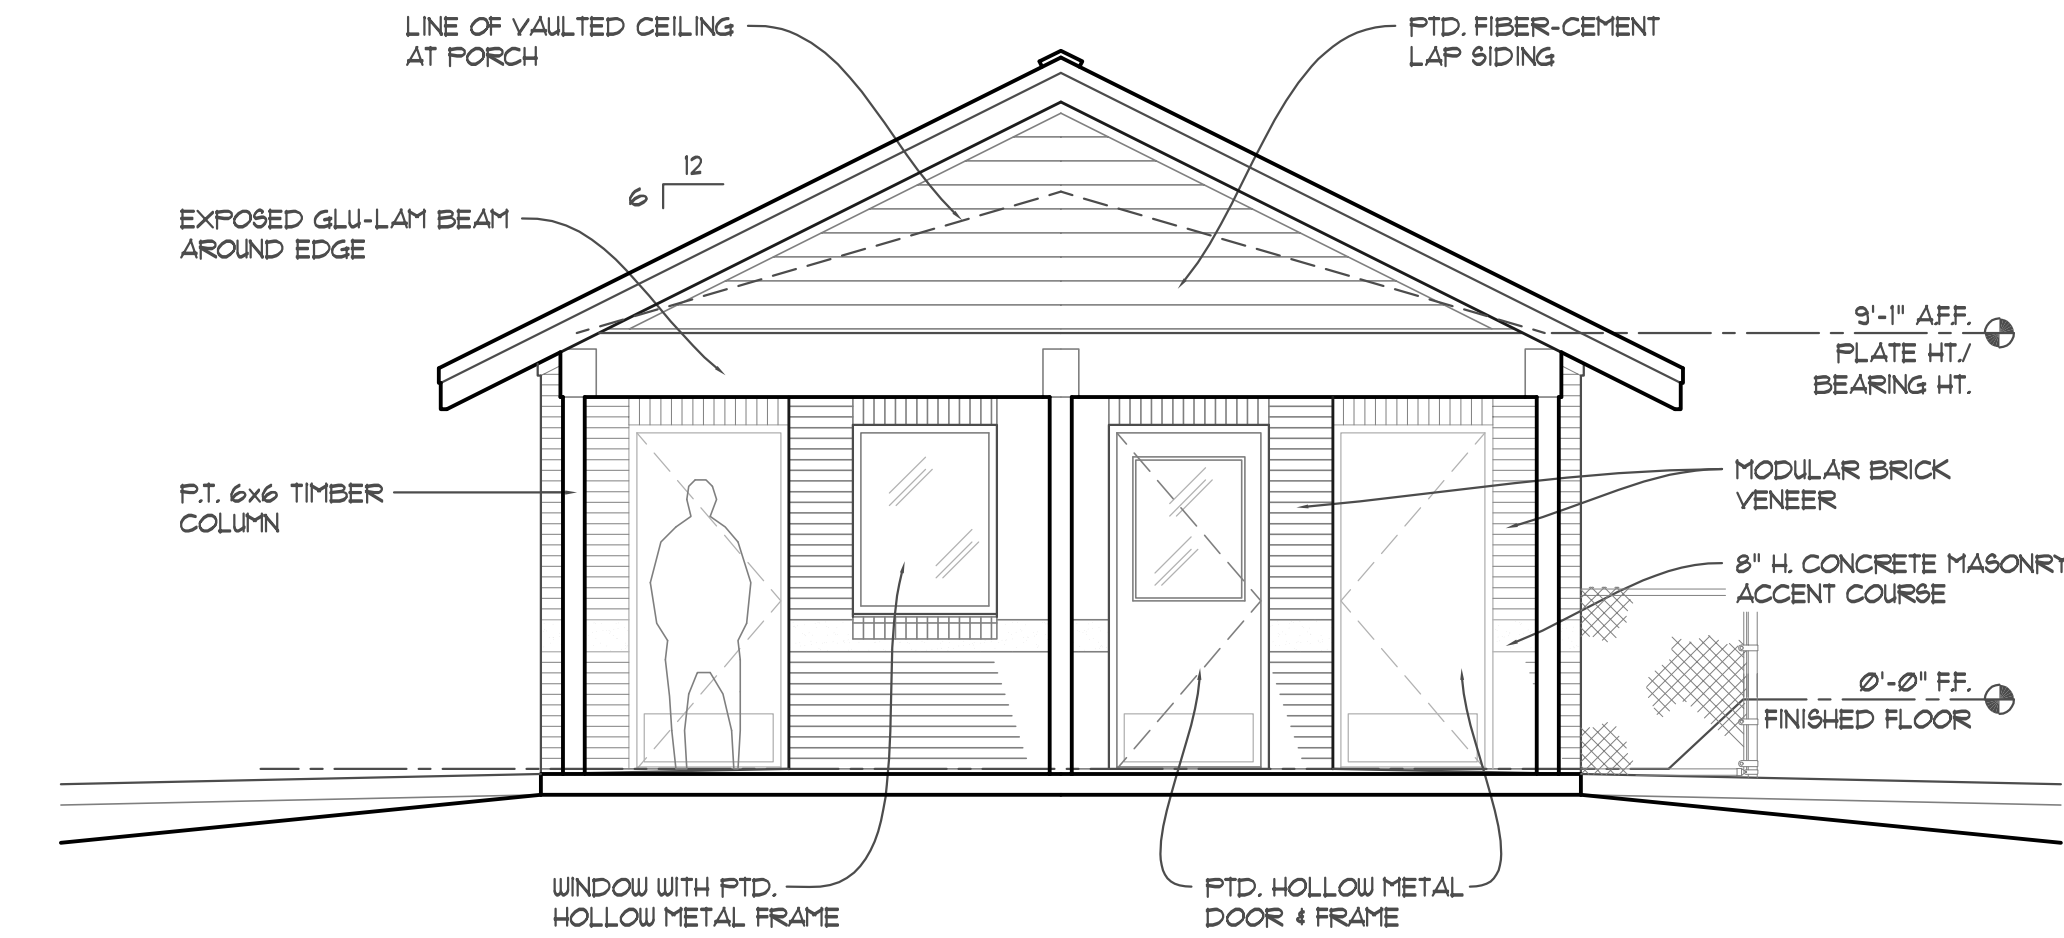 LINE OF VAULTED CEILING
AT PORCH
PTD. FIBER-CEMENT
LAP SIDING
12
6
EXPOSED GLU-LAM BEAM
AROUND EDGE
9'-1" A.F.F.
PLATE HT./
BEARING HT.
P.T. 6x6 TIMBER
COLUMN
MODULAR BRICK
VENEER
8" H. CONCRETE MASONRY
ACCENT COURSE
0'-0" F.F.
FINISHED FLOOR
WINDOW WITH PTD.
HOLLOW METAL FRAME
PTD. HOLLOW METAL
DOOR & FRAME